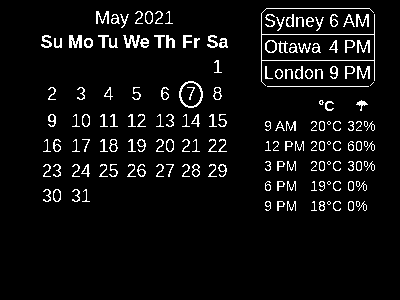 May 2021
Su Mo Tu We Th Fr Sa
1
2 3 4 5 6 7 8
9 10 11 12 13 14 15
16 17 18 19 20 21 22
23 24 25 26 27 28 29
30 31
Sydney 6 AM
Ottawa 4 PM
London 9 PM
°C ☂
9 AM 20°C 32%
12 PM 20°C 60%
3 PM 20°C 30%
6 PM 19°C 0%
9 PM 18°C 0%